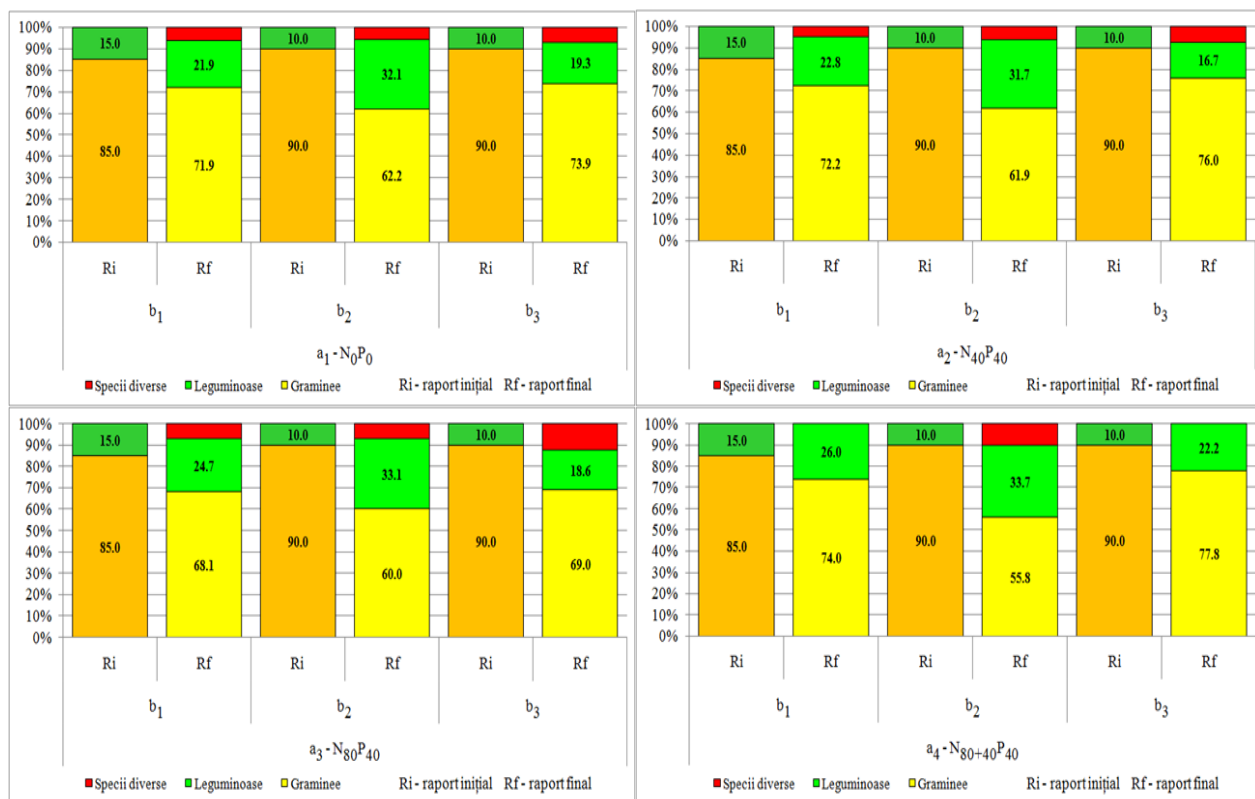 100%
90%
80%
70%
60%
50%
40%
30%
20%
10%
0%
15.0 21.9 10.0 32.1 10.0 19.3
85.0 71.9 90.0 62.2 90.0 73.9
Ri Rf Ri Rf Ri Rf
b1 b2 b3
a1 - N0P0
Specii diverse Leguminoase Graminee Ri - raport inițial Rf - raport final
100%
90%
80%
70%
60%
50%
40%
30%
20%
10%
0%
15.0 22.8 10.0 31.7 10.0 16.7
85.0 72.2 90.0 61.9 90.0 76.0
Ri Rf Ri Rf Ri Rf
b1 b2 b3
a2 - N40P40
Specii diverse Leguminoase Graminee Ri - raport inițial Rf - raport final
100%
90%
80%
70%
60%
50%
40%
30%
20%
10%
0%
15.0 24.7 10.0 33.1 10.0 18.6
85.0 68.1 90.0 60.0 90.0 69.0
Ri Rf Ri Rf Ri Rf
b1 b2 b3
a3 - N80P40
Specii diverse Leguminoase Graminee Ri - raport inițial Rf - raport final
100%
90%
80%
70%
60%
50%
40%
30%
20%
10%
0%
15.0 26.0 10.0 33.7 10.0 22.2
85.0 74.0 90.0 55.8 90.0 77.8
Ri Rf Ri Rf Ri Rf
b1 b2 b3
a4 - N80+40P40
Specii diverse Leguminoase Graminee Ri - raport inițial Rf - raport final